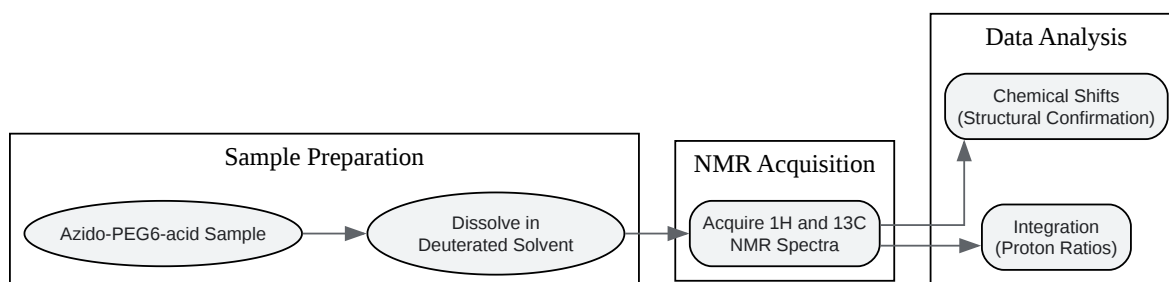 Sample Preparation
Azido-PEG6-acid Sample
Dissolve in
Deuterated Solvent
NMR Acquisition
Acquire 1H and 13C
NMR Spectra
Data Analysis
Chemical Shifts
(Structural Confirmation)
Integration
(Proton Ratios)